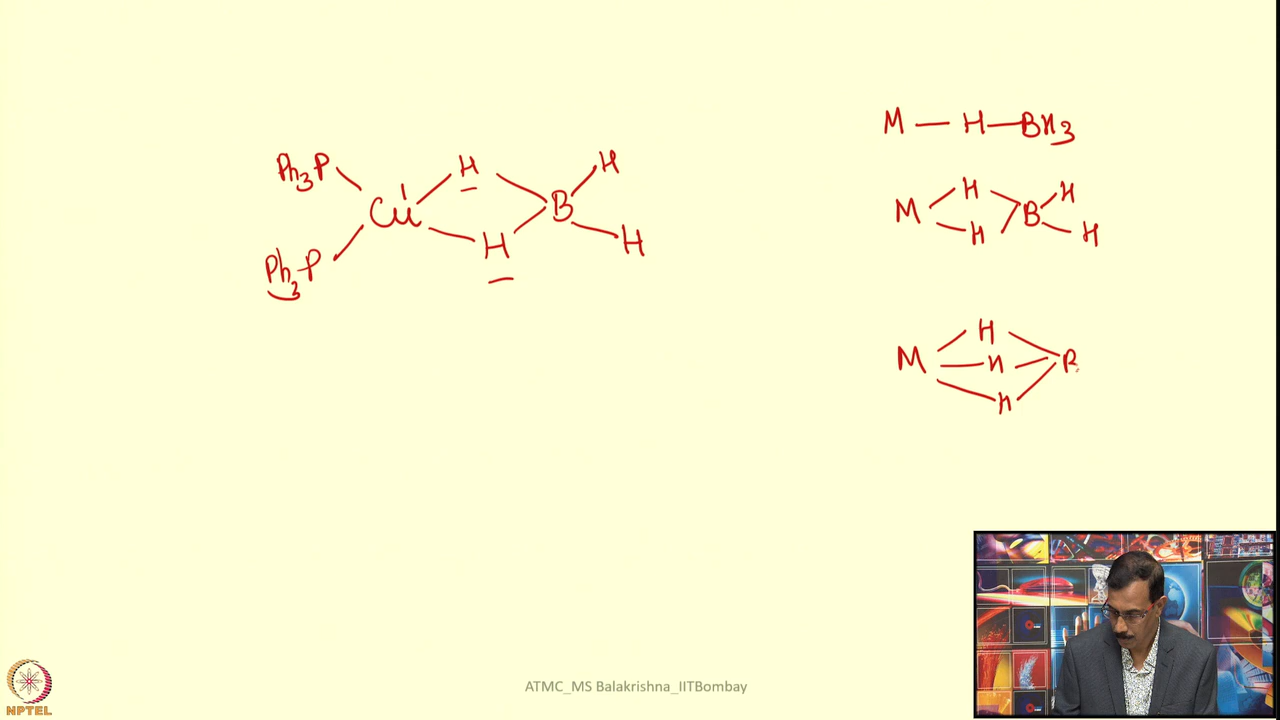 Ph3P
Cu
H
H
B
H
H
Ph3P
M — H — BH3
M
H
H
B
H
H
M
H
H
H
B
ATMC_MS Balakrishna_IITBombay
NPTEL